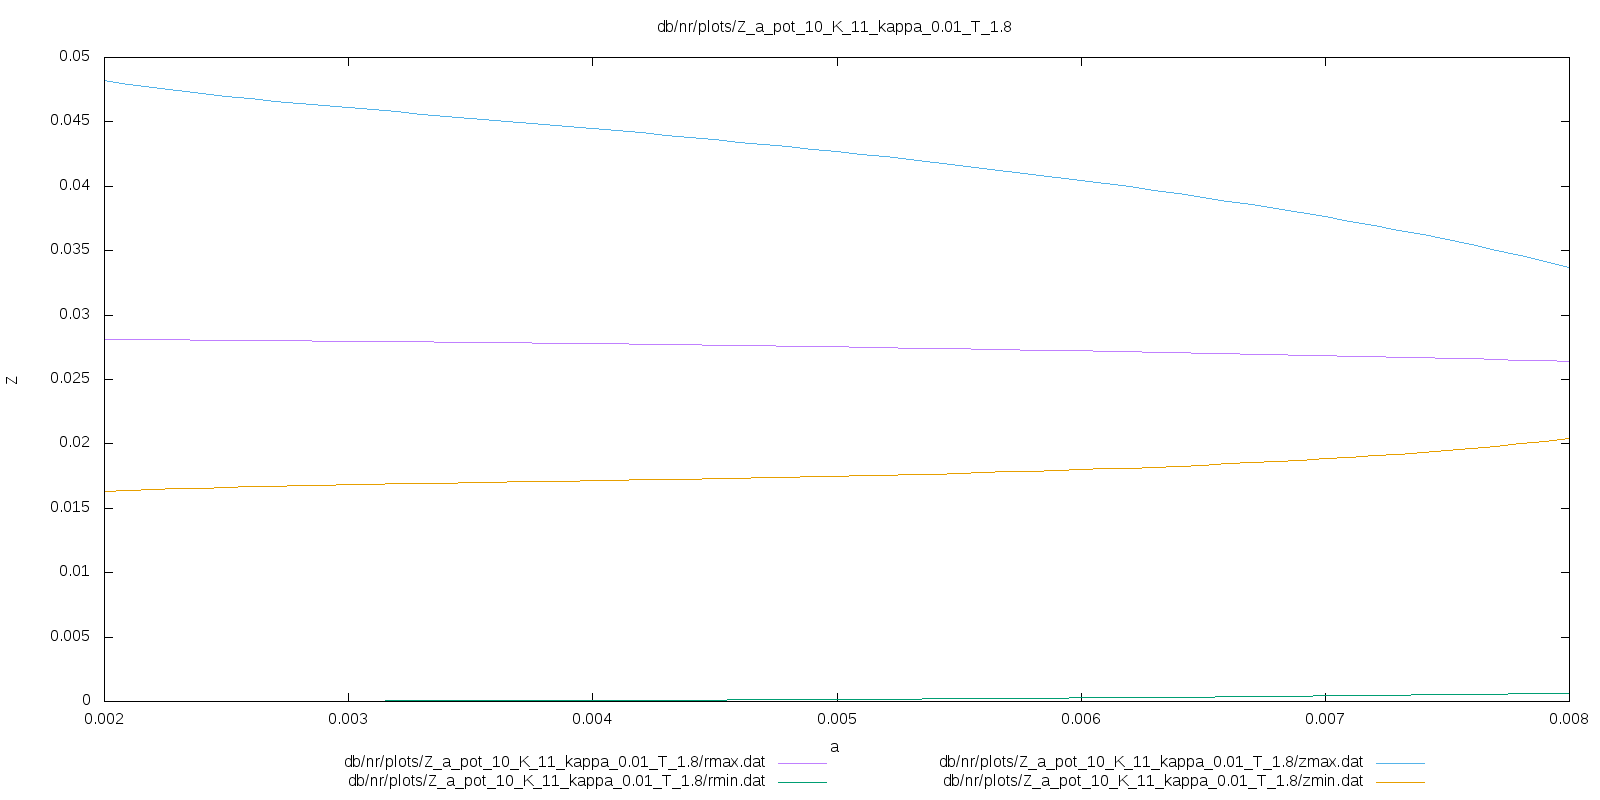 db/nr/plots/Z_a_pot_10_K_11_kappa_0.01_T_1.8
0.05
0.045
0.04
0.035
0.03
0.025
0.02
0.015
0.01
0.005
0
Z
0.002 0.003 0.004 0.005 0.006 0.007 0.008
a
db/nr/plots/Z_a_pot_10_K_11_kappa_0.01_T_1.8/rmax.dat db/nr/plots/Z_a_pot_10_K_11_kappa_0.01_T_1.8/zmax.dat
db/nr/plots/Z_a_pot_10_K_11_kappa_0.01_T_1.8/rmin.dat db/nr/plots/Z_a_pot_10_K_11_kappa_0.01_T_1.8/zmin.dat